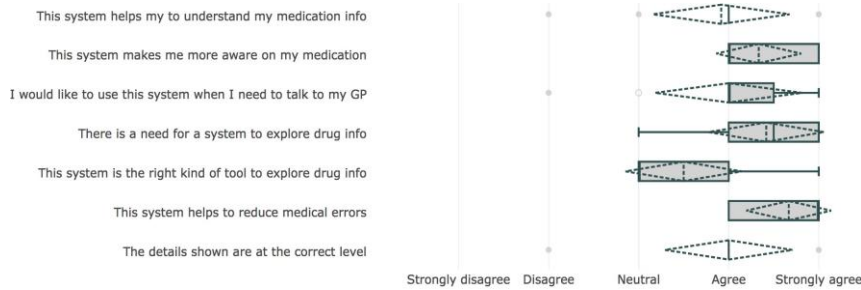 This system helps my to understand my medication info
This system makes me more aware on my medication
I would like to use this system when I need to talk to my GP
There is a need for a system to explore drug info
This system is the right kind of tool to explore drug info
This system helps to reduce medical errors
The details shown are at the correct level
Strongly disagree Disagree Neutral Agree Strongly agree